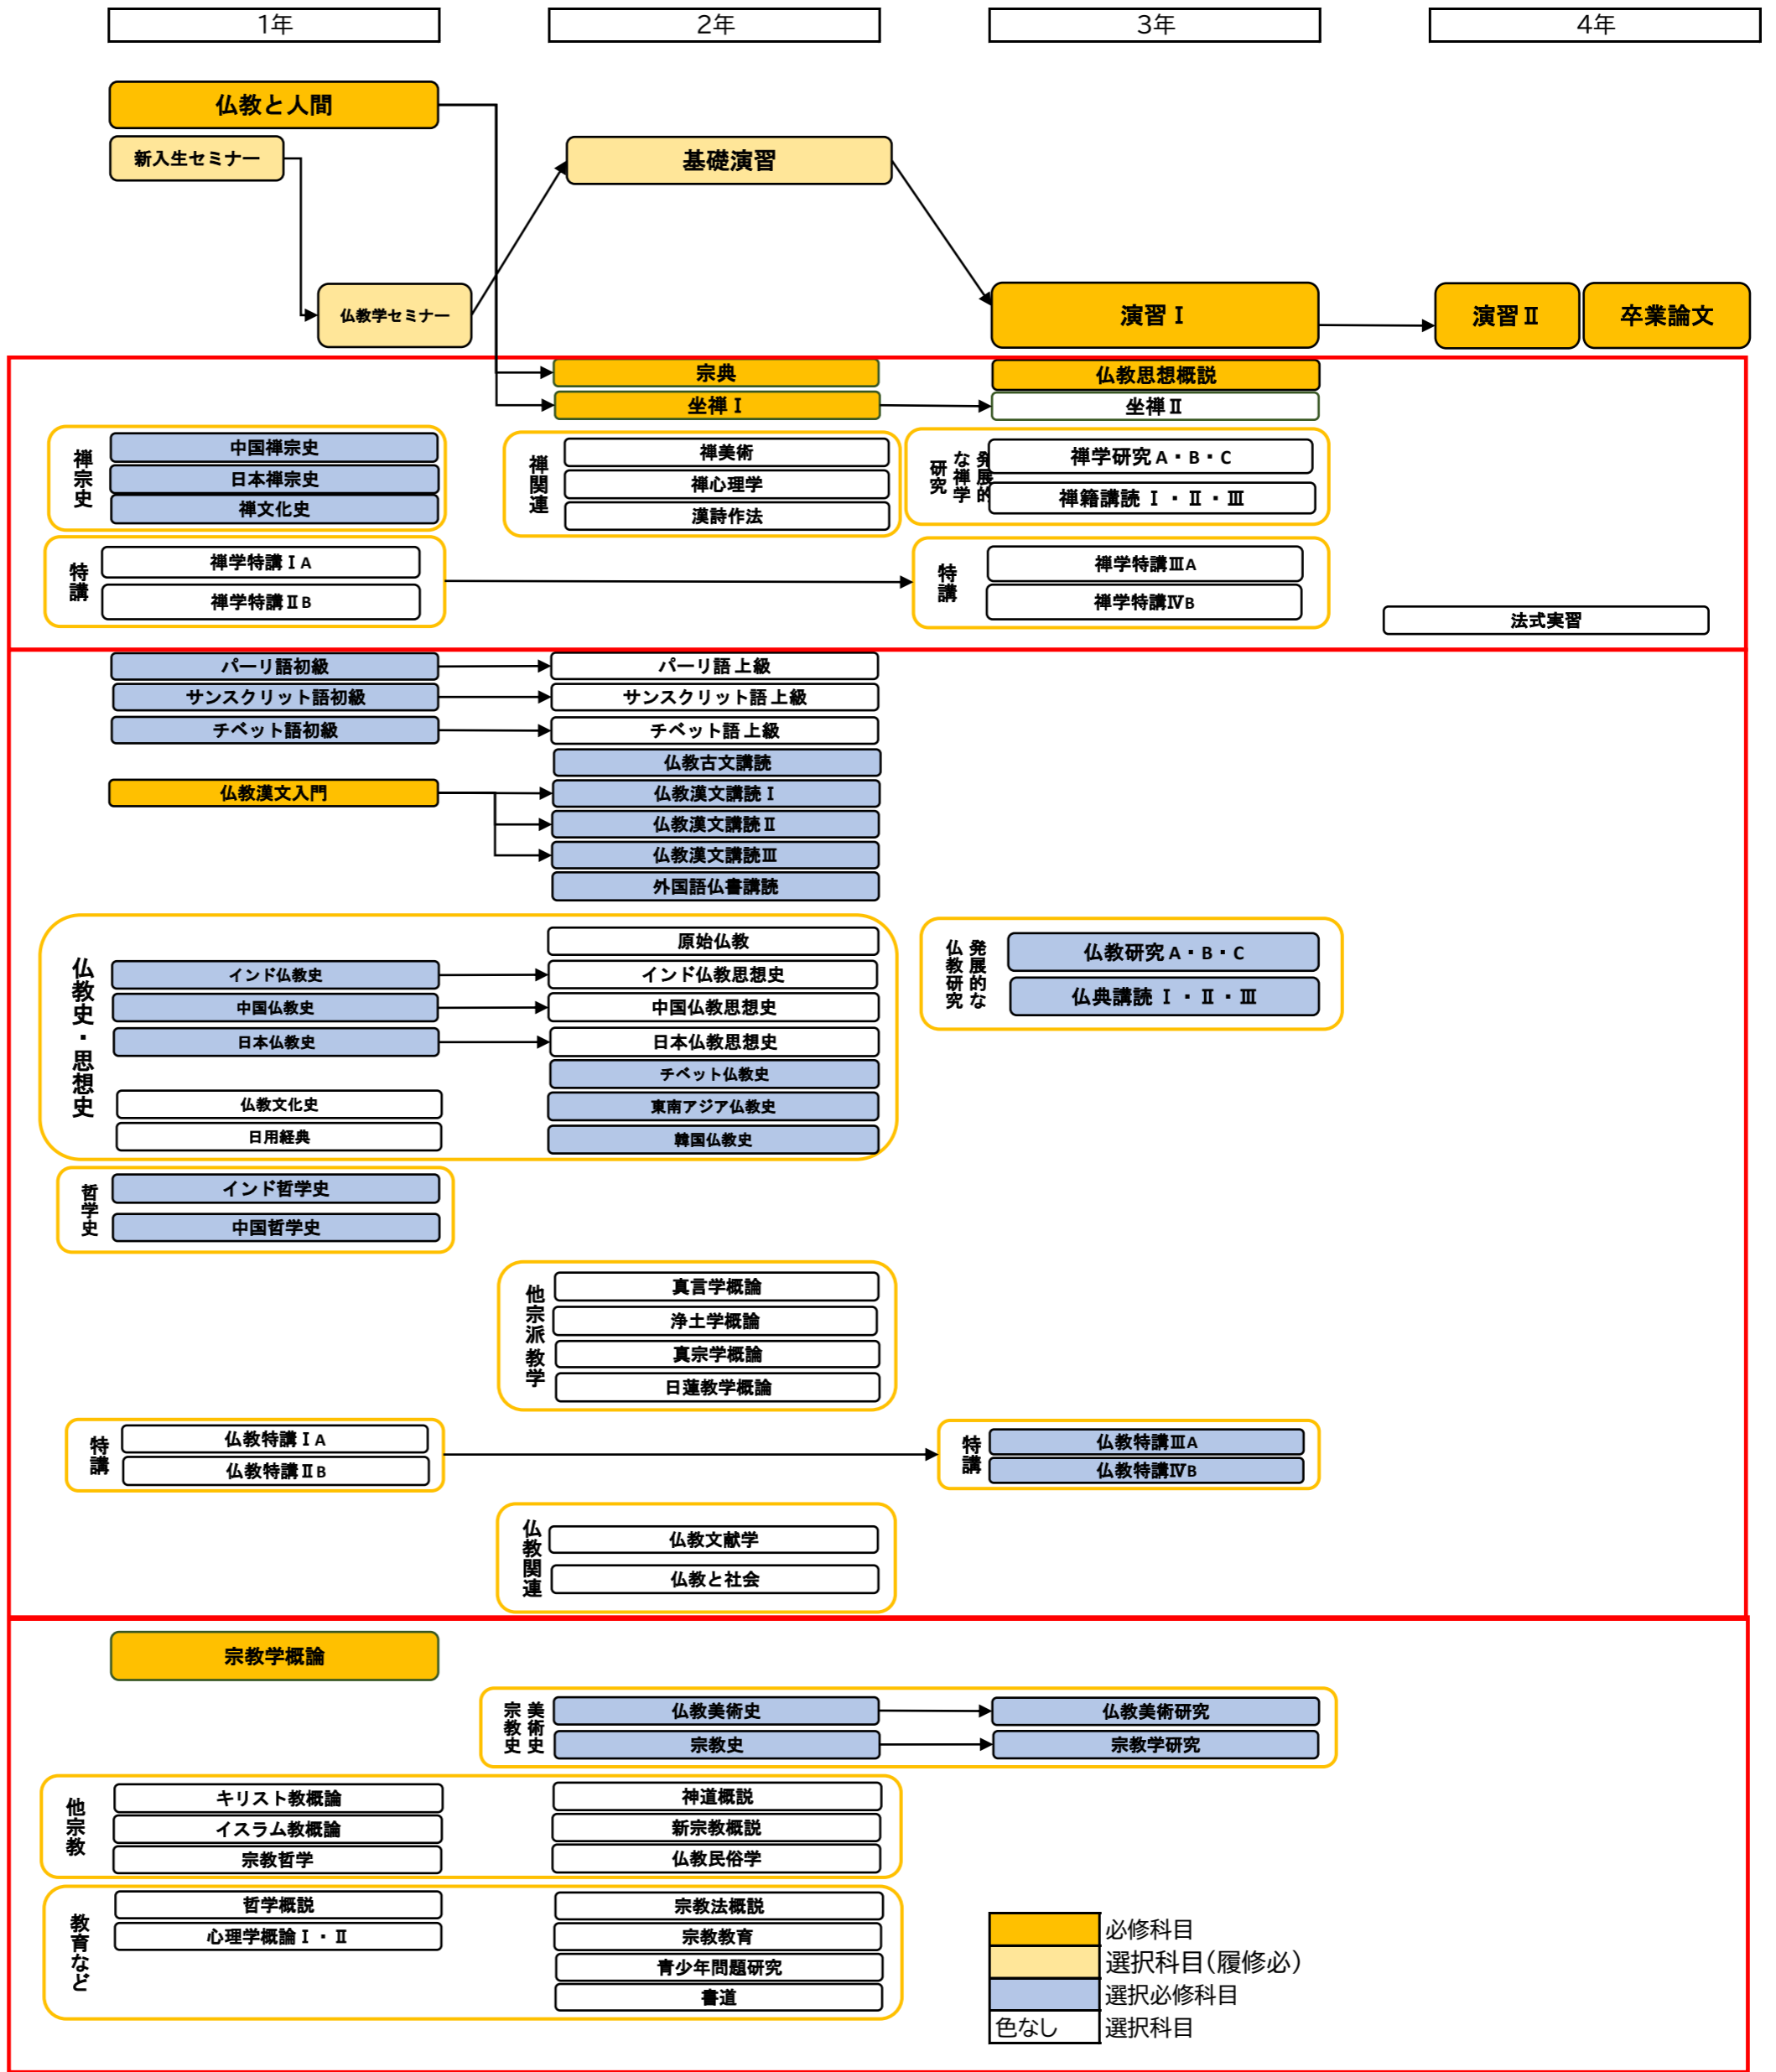 1年
2年
3年
4年
仏教と人間
新入生セミナー
基礎演習
仏教学セミナー
演習Ⅰ
演習Ⅱ
卒業論文
宗典
仏教思想概説
坐禅Ⅰ
坐禅Ⅱ
禅宗史
中国禅宗史
日本禅宗史
禅文化史
禅関連
禅美術
禅心理学
漢詩作法
発展的
な禅学
研究
禅学研究 A・B・C
禅籍講読 Ⅰ・Ⅱ・Ⅲ
特講
禅学特講ⅠA
禅学特講ⅡB
特講
禅学特講ⅢA
禅学特講ⅣB
法式実習
パーリ語初級
パーリ語 上級
サンスクリット語初級
サンスクリット語 上級
チベット語初級
チベット語 上級
仏教古文講読
仏教漢文入門
仏教漢文講読Ⅰ
仏教漢文講読Ⅱ
仏教漢文講読Ⅲ
外国語仏書講読
仏教史・思想史
原始仏教
インド仏教史
インド仏教思想史
中国仏教史
中国仏教思想史
日本仏教史
日本仏教思想史
チベット仏教史
仏教文化史
東南アジア仏教史
日用経典
韓国仏教史
発展的な
仏教研究
仏教研究 A・B・C
仏典講読 Ⅰ・Ⅱ・Ⅲ
哲学史
インド哲学史
中国哲学史
他宗派教学
真言学概論
浄土学概論
真宗学概論
日蓮教学概論
特講
仏教特講ⅠA
仏教特講ⅡB
特講
仏教特講ⅢA
仏教特講ⅣB
仏教関連
仏教文献学
仏教と社会
宗教学概論
美術史
宗教史
仏教美術史
仏教美術研究
宗教史
宗教学研究
他宗教
キリスト教概論
神道概説
イスラム教概論
新宗教概説
宗教哲学
仏教民俗学
教育など
哲学概説
宗教法概説
心理学概論Ⅰ・Ⅱ
宗教教育
青少年問題研究
書道
必修科目
選択科目(履修必)
選択必修科目
色なし 選択科目